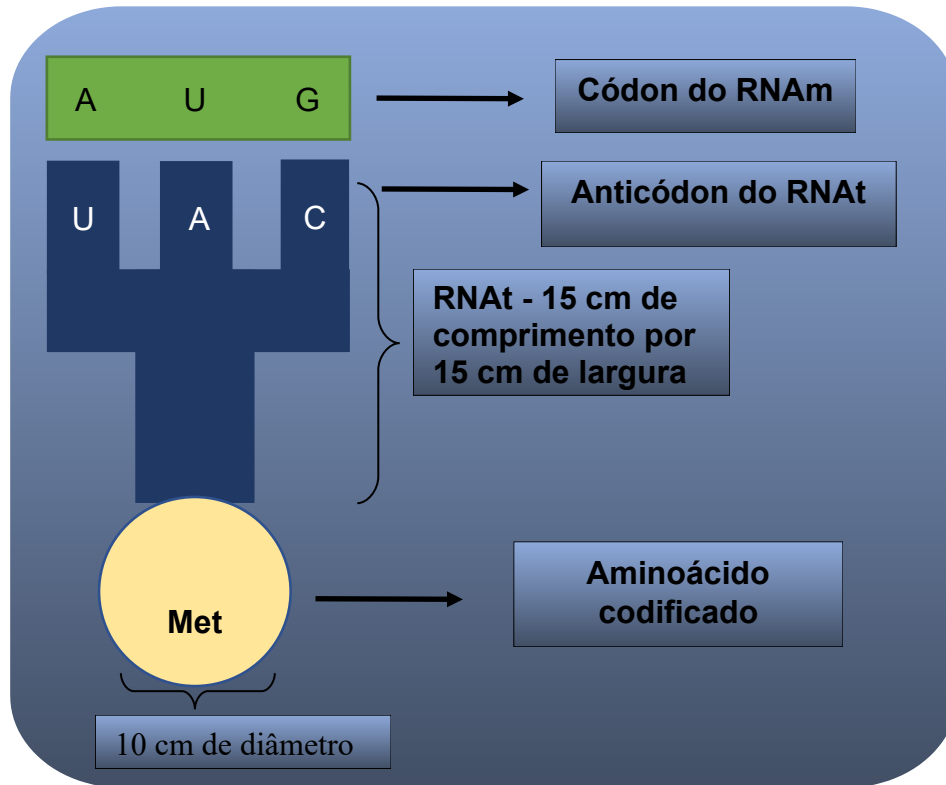 A U G
Códon do RNAm
Anticódon do RNAt
U A C
RNAt - 15 cm de
comprimento por
15 cm de largura
Aminoácido
codificado
Met
10 cm de diâmetro